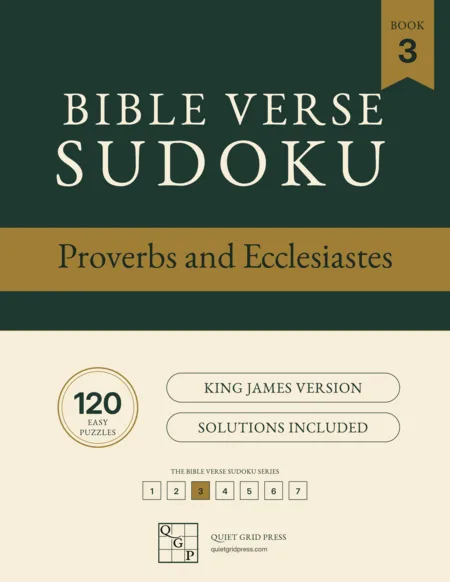 BOOK
3
BIBLE VERSE
SUDOKU
Proverbs and Ecclesiastes
120
EASY
PUZZLES
KING JAMES VERSION
SOLUTIONS INCLUDED
THE BIBLE VERSE SUDOKU SERIES
1 2 3 4 5 6 7
Q
G
P
QUIET GRID PRESS
quietgridpress.com